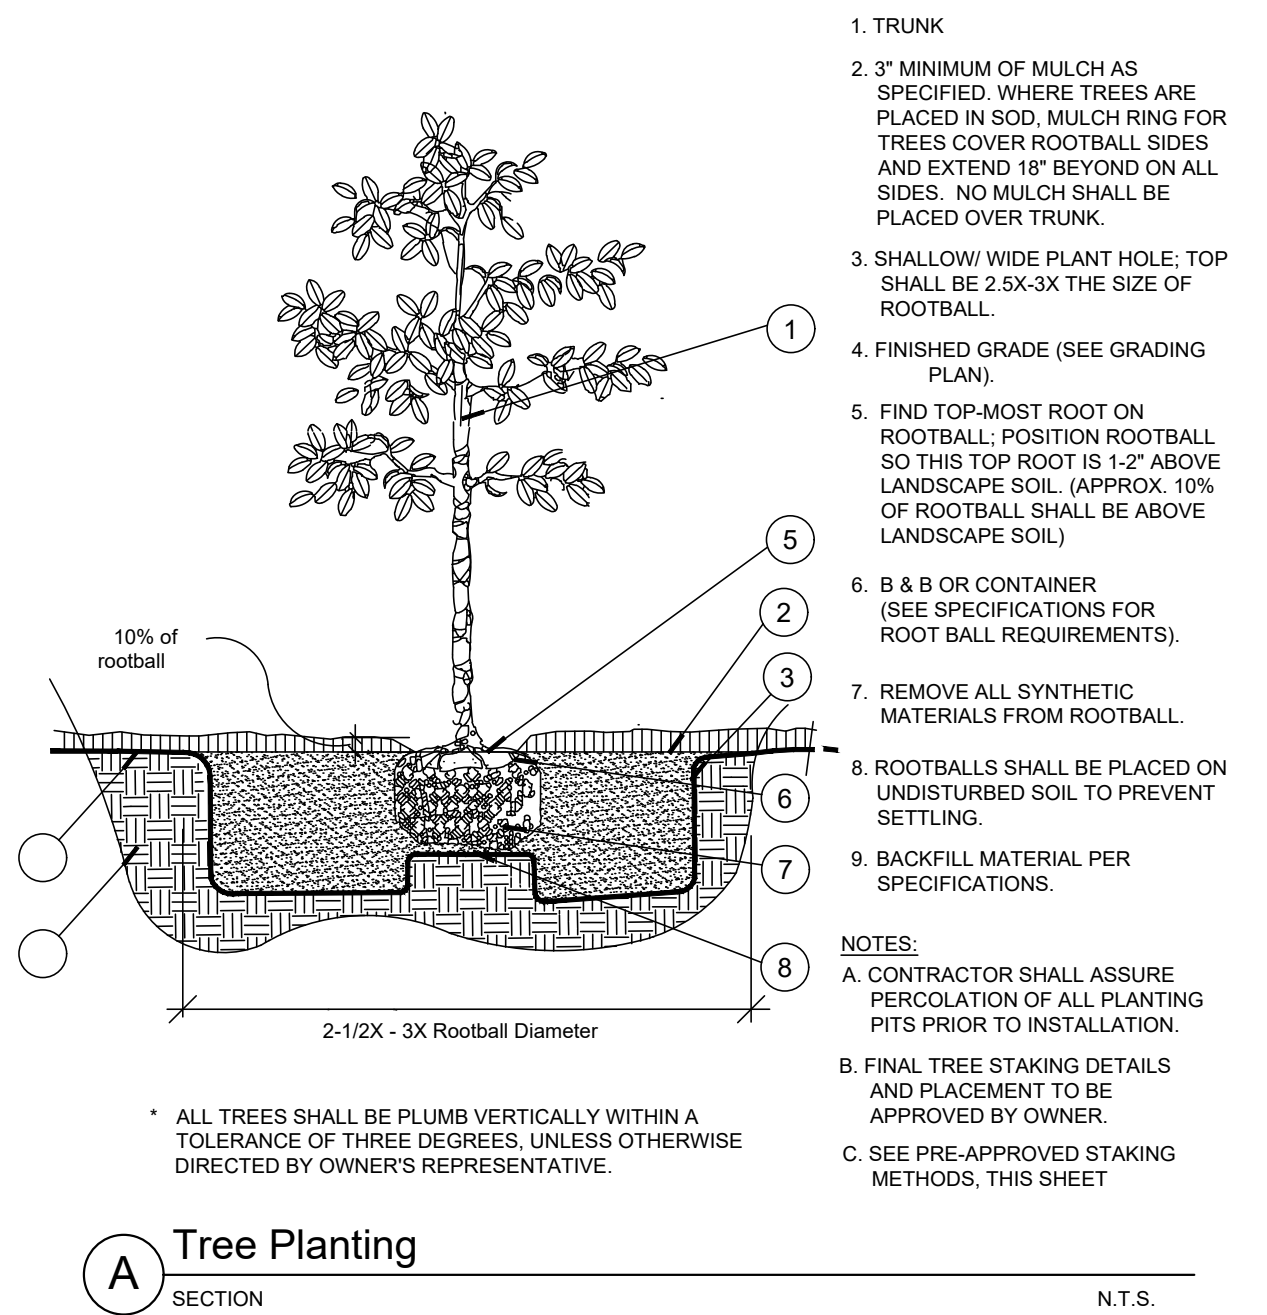 1. TRUNK
2. 3" MINIMUM OF MULCH AS
SPECIFIED. WHERE TREES ARE
PLACED IN SOD, MULCH RING FOR
TREES COVER ROOTBALL SIDES
AND EXTEND 18" BEYOND ON ALL
SIDES. NO MULCH SHALL BE
PLACED OVER TRUNK.
3. SHALLOW/ WIDE PLANT HOLE; TOP
SHALL BE 2.5X-3X THE SIZE OF
ROOTBALL.
4. FINISHED GRADE (SEE GRADING
PLAN).
5. FIND TOP-MOST ROOT ON
ROOTBALL; POSITION ROOTBALL
SO THIS TOP ROOT IS 1-2" ABOVE
LANDSCAPE SOIL. (APPROX. 10%
OF ROOTBALL SHALL BE ABOVE
LANDSCAPE SOIL)
6. B & B OR CONTAINER
(SEE SPECIFICATIONS FOR
ROOT BALL REQUIREMENTS).
7. REMOVE ALL SYNTHETIC
MATERIALS FROM ROOTBALL.
8. ROOTBALLS SHALL BE PLACED ON
UNDISTURBED SOIL TO PREVENT
SETTLING.
9. BACKFILL MATERIAL PER
SPECIFICATIONS.
NOTES:
A. CONTRACTOR SHALL ASSURE
PERCOLATION OF ALL PLANTING
PITS PRIOR TO INSTALLATION.
B. FINAL TREE STAKING DETAILS
AND PLACEMENT TO BE
APPROVED BY OWNER.
C. SEE PRE-APPROVED STAKING
METHODS, THIS SHEET
1
5
2
3
6
7
8
10% of
rootball
2-1/2X - 3X Rootball Diameter
* ALL TREES SHALL BE PLUMB VERTICALLY WITHIN A
TOLERANCE OF THREE DEGREES, UNLESS OTHERWISE
DIRECTED BY OWNER'S REPRESENTATIVE.
A
Tree Planting
SECTION
N.T.S.